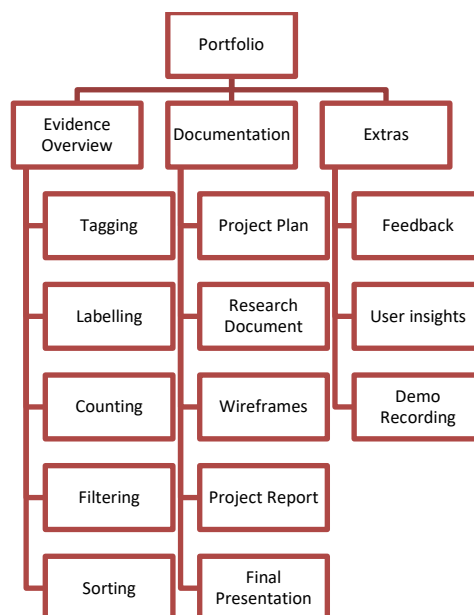 Portfolio
Evidence
Overview
Documentation
Extras
Tagging
Project Plan
Feedback
Labelling
Research
Document
User insights
Counting
Wireframes
Demo
Recording
Filtering
Project Report
Sorting
Final
Presentation